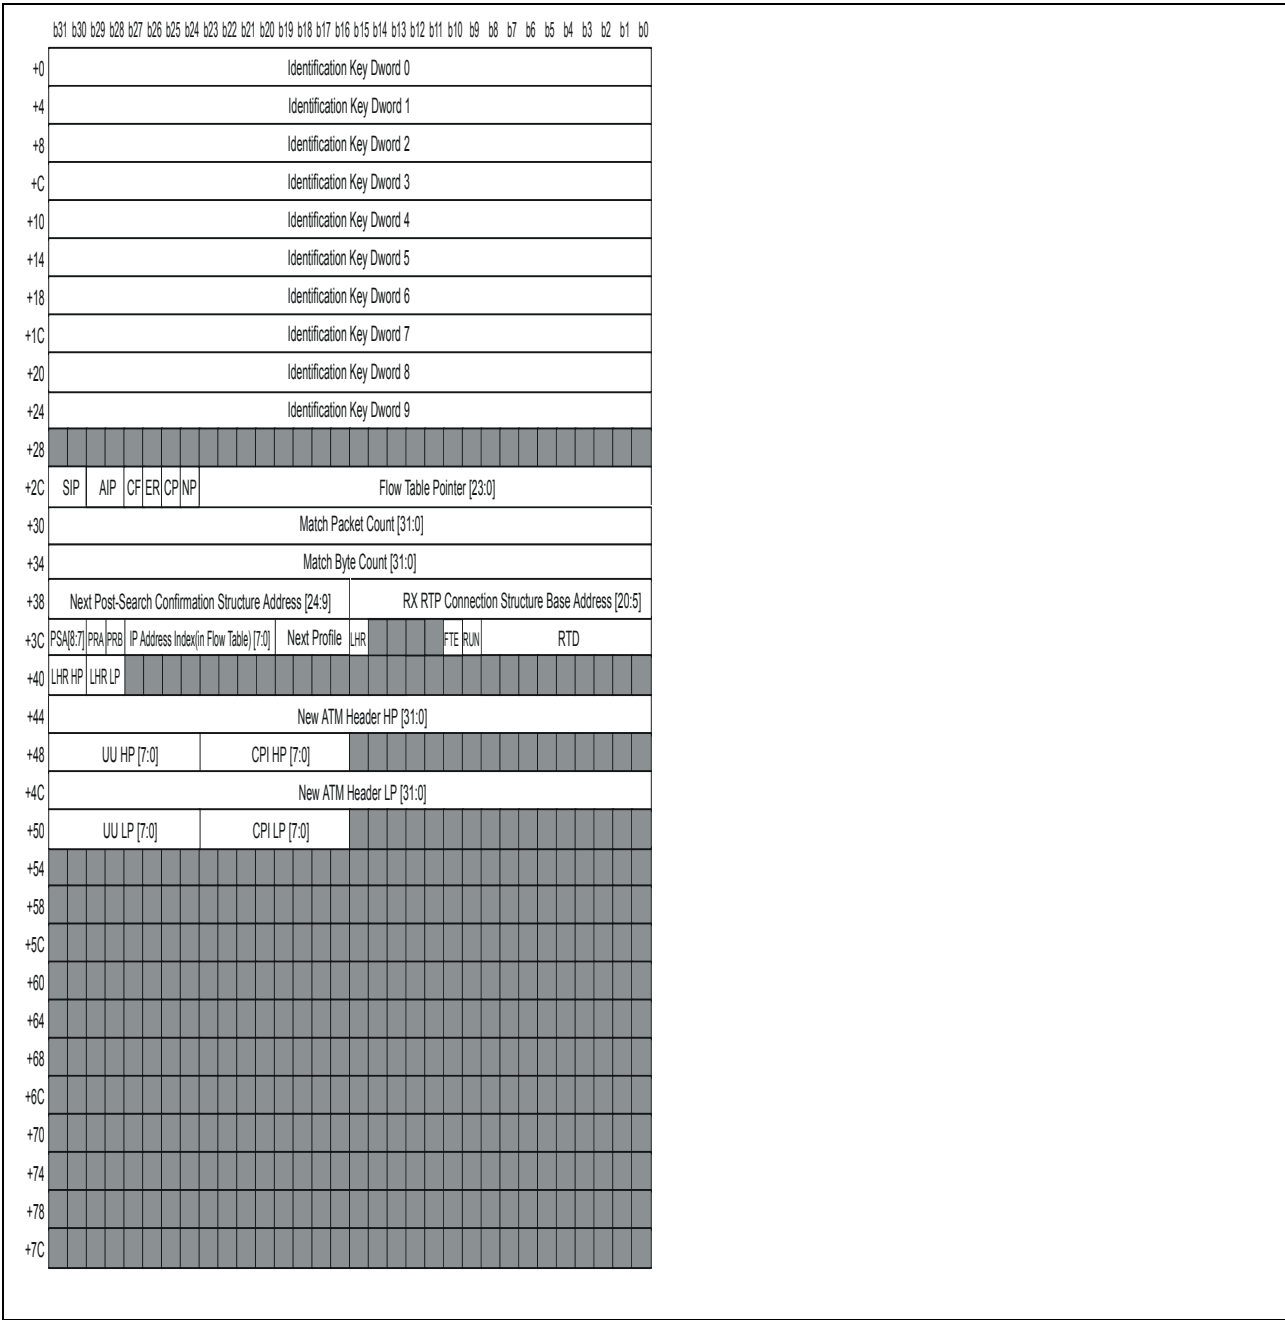 b31 b30 b29 b28 b27 b26 b25 b24 b23 b22 b21 b20 b19 b18 b17 b16 b15 b14 b13 b12 b11 b10 b9 b8 b7 b6 b5 b4 b3 b2 b1 b0
+0 Identification Key Dword 0
+4 Identification Key Dword 1
+8 Identification Key Dword 2
+C Identification Key Dword 3
+10 Identification Key Dword 4
+14 Identification Key Dword 5
+18 Identification Key Dword 6
+1C Identification Key Dword 7
+20 Identification Key Dword 8
+24 Identification Key Dword 9
+28
+2C SIP AIP CF ER CP NP Flow Table Pointer [23:0]
+30 Match Packet Count [31:0]
+34 Match Byte Count [31:0]
+38 Next Post-Search Confirmation Structure Address [24:9] RX RTP Connection Structure Base Address [20:5]
+3C PSA[8:7] PRA PRB IP Address Index(in Flow Table) [7:0] Next Profile LHR FTE RUN RTD
+40 LHR HP LHR LP
+44 New ATM Header HP [31:0]
+48 UU HP [7:0] CPI HP [7:0]
+4C New ATM Header LP [31:0]
+50 UU LP [7:0] CPI LP [7:0]
+54
+58
+5C
+60
+64
+68
+6C
+70
+74
+78
+7C